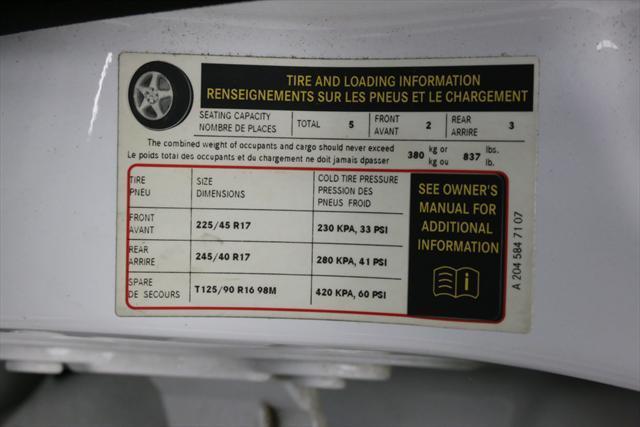 TIRE AND LOADING INFORMATION
RENSEIGNEMENTS SUR LES PNEUS ET LE CHARGEMENT
SEATING CAPACITY
NOMBRE DE PLACES
TOTAL 5
FRONT
AVANT
2
REAR
ARRIERE
3
The combined weight of occupants and cargo should never exceed
Le poids total des occupants et du chargement ne doit jamais dépasser
380 kg or
kg ou
837 lbs.
lb.
TIRE
PNEU
SIZE
DIMENSIONS
COLD TIRE PRESSURE
PRESSION DES
PNEUS FROID
FRONT
AVANT
225/45 R17
230 KPA, 33 PSI
REAR
ARRIERE
245/40 R17
280 KPA, 41 PSI
SPARE
DE SECOURS
T125/90 R16 98M
420 KPA, 60 PSI
SEE OWNER'S
MANUAL FOR
ADDITIONAL
INFORMATION
A 204 584 71 07